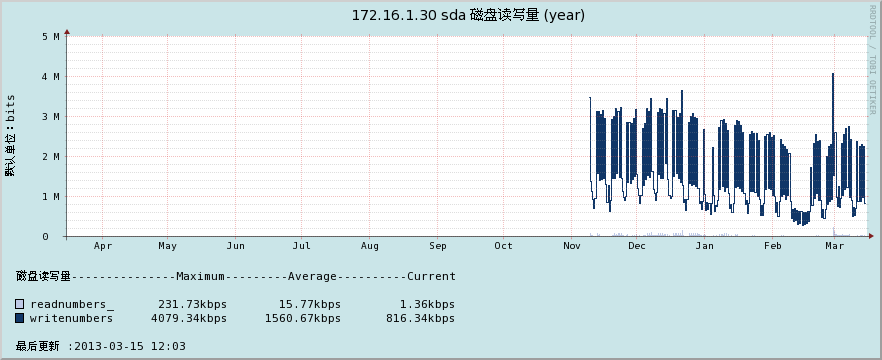 172.16.1.30 sda 磁盘读写量 (year)
RRDTOOL / TOBI OETIKER
默认单位：bits
5 M
4 M
3 M
2 M
1 M
0
Apr May Jun Jul Aug Sep Oct Nov Dec Jan Feb Mar
磁盘读写量---------------Maximum---------Average----------Current
readnumbers_ 231.73kbps 15.77kbps 1.36kbps
writenumbers 4079.34kbps 1560.67kbps 816.34kbps
最后更新 :2013-03-15 12:03